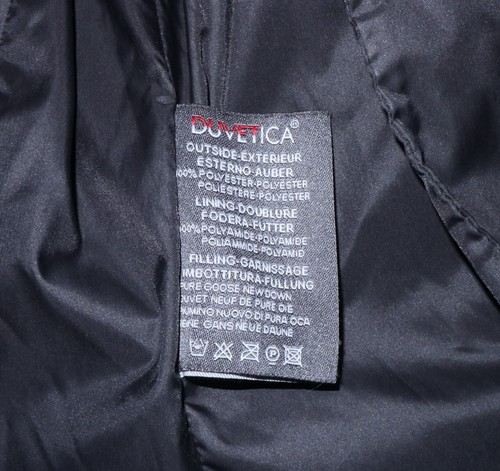 DUVETICA®
OUTSIDE-EXTERIEUR
ESTERNO-AUBER
100% POLYESTER-POLYESTER
POLIESTERE-POLYESTER
LINING-DOUBLURE
FODERA-FUTTER
100% POLYAMIDE-POLYAMIDE
POLIAMMIDE-POLYAMID
FILLING-GARNISSAGE
IMBOTTITURA-FULLUNG
PURE GOOSE NEW DOWN
DUVET NEUF DE PURE DIE
PIUMINO NUOVO DI PURA OCA
REINE GANS NEUE DAUNE
P